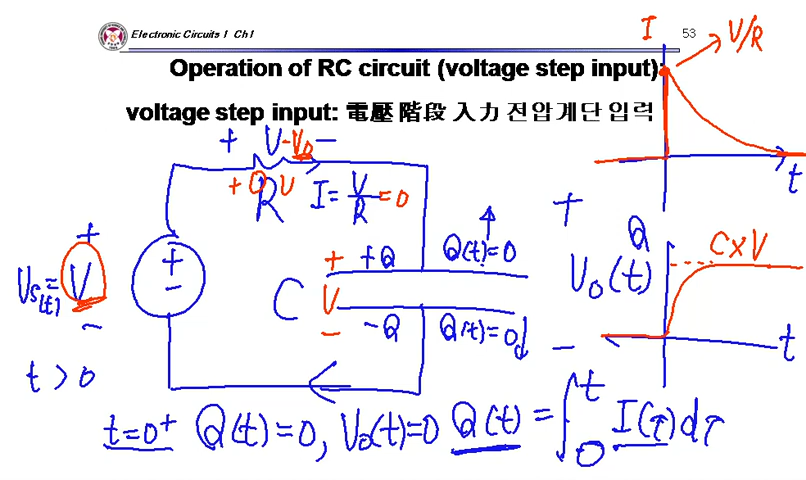 Electronic Circuits 1 Ch1
53
Operation of RC circuit (voltage step input):
voltage step input: 電壓 階段 入力 전압 계단 입력
I
V/R
t
+ V-V₀ −
+ 0 V
R
I = V/R = 0
+
V
−
Vs(t) =
+
−
t > 0
C
+
V
−
+Q
Q(t)=0
−Q
Q(t)=0
+
V₀(t)
−
Q
C×V
t
t=0+ Q(t)=0, V₀(t)=0 Q(t) = ∫₀ᵗ I(τ)dτ